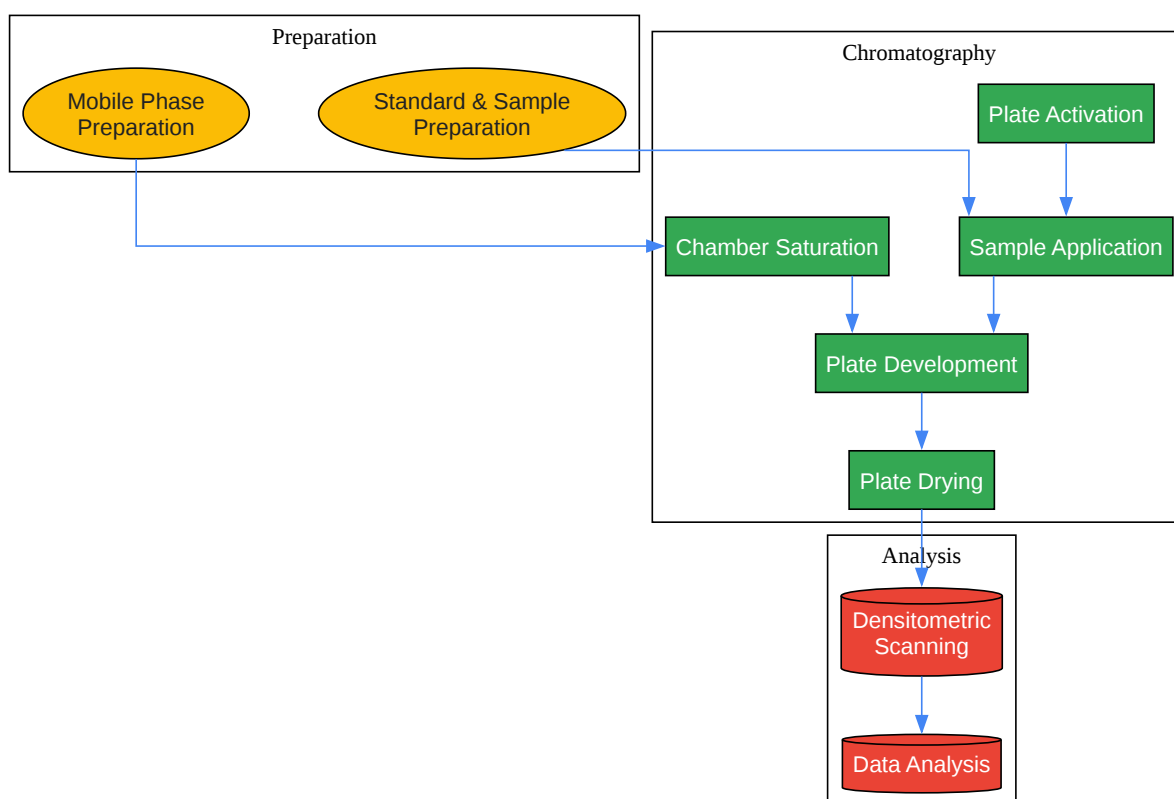 Preparation
Mobile Phase
Preparation
Standard & Sample
Preparation
Chromatography
Plate Activation
Chamber Saturation
Sample Application
Plate Development
Plate Drying
Analysis
Densitometric
Scanning
Data Analysis